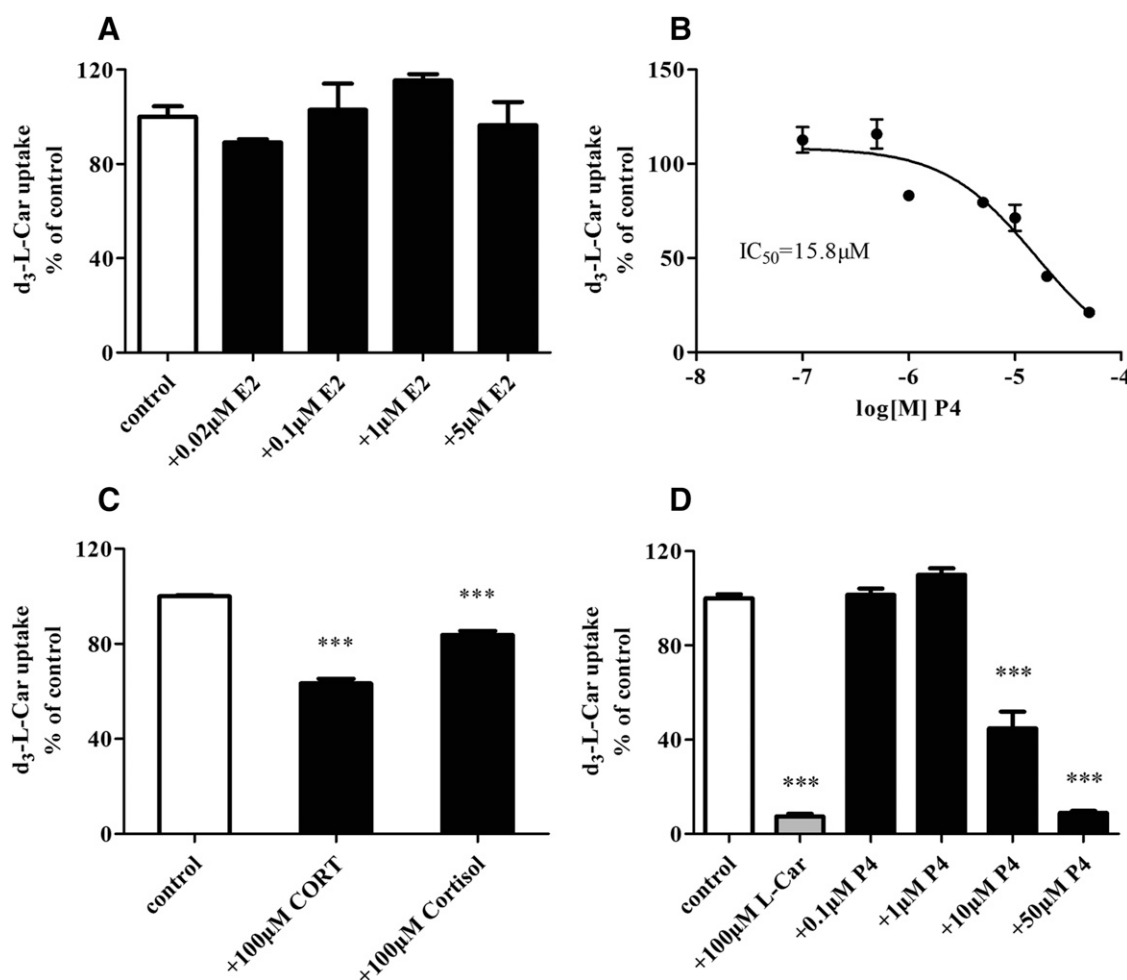 A
d₃-L-Car uptake
% of control
120
80
40
0
control
+0.02μM E2
+0.1μM E2
+1μM E2
+5μM E2
B
d₃-L-Car uptake
% of control
150
100
50
0
IC₅₀=15.8μM
-8
-7
-6
-5
-4
log[M] P4
C
d₃-L-Car uptake
% of control
120
80
40
0
***
***
control
+100μM CORT
+100μM Cortisol
D
d₃-L-Car uptake
% of control
120
80
40
0
***
***
***
control
+100μM L-Car
+0.1μM P4
+1μM P4
+10μM P4
+50μM P4